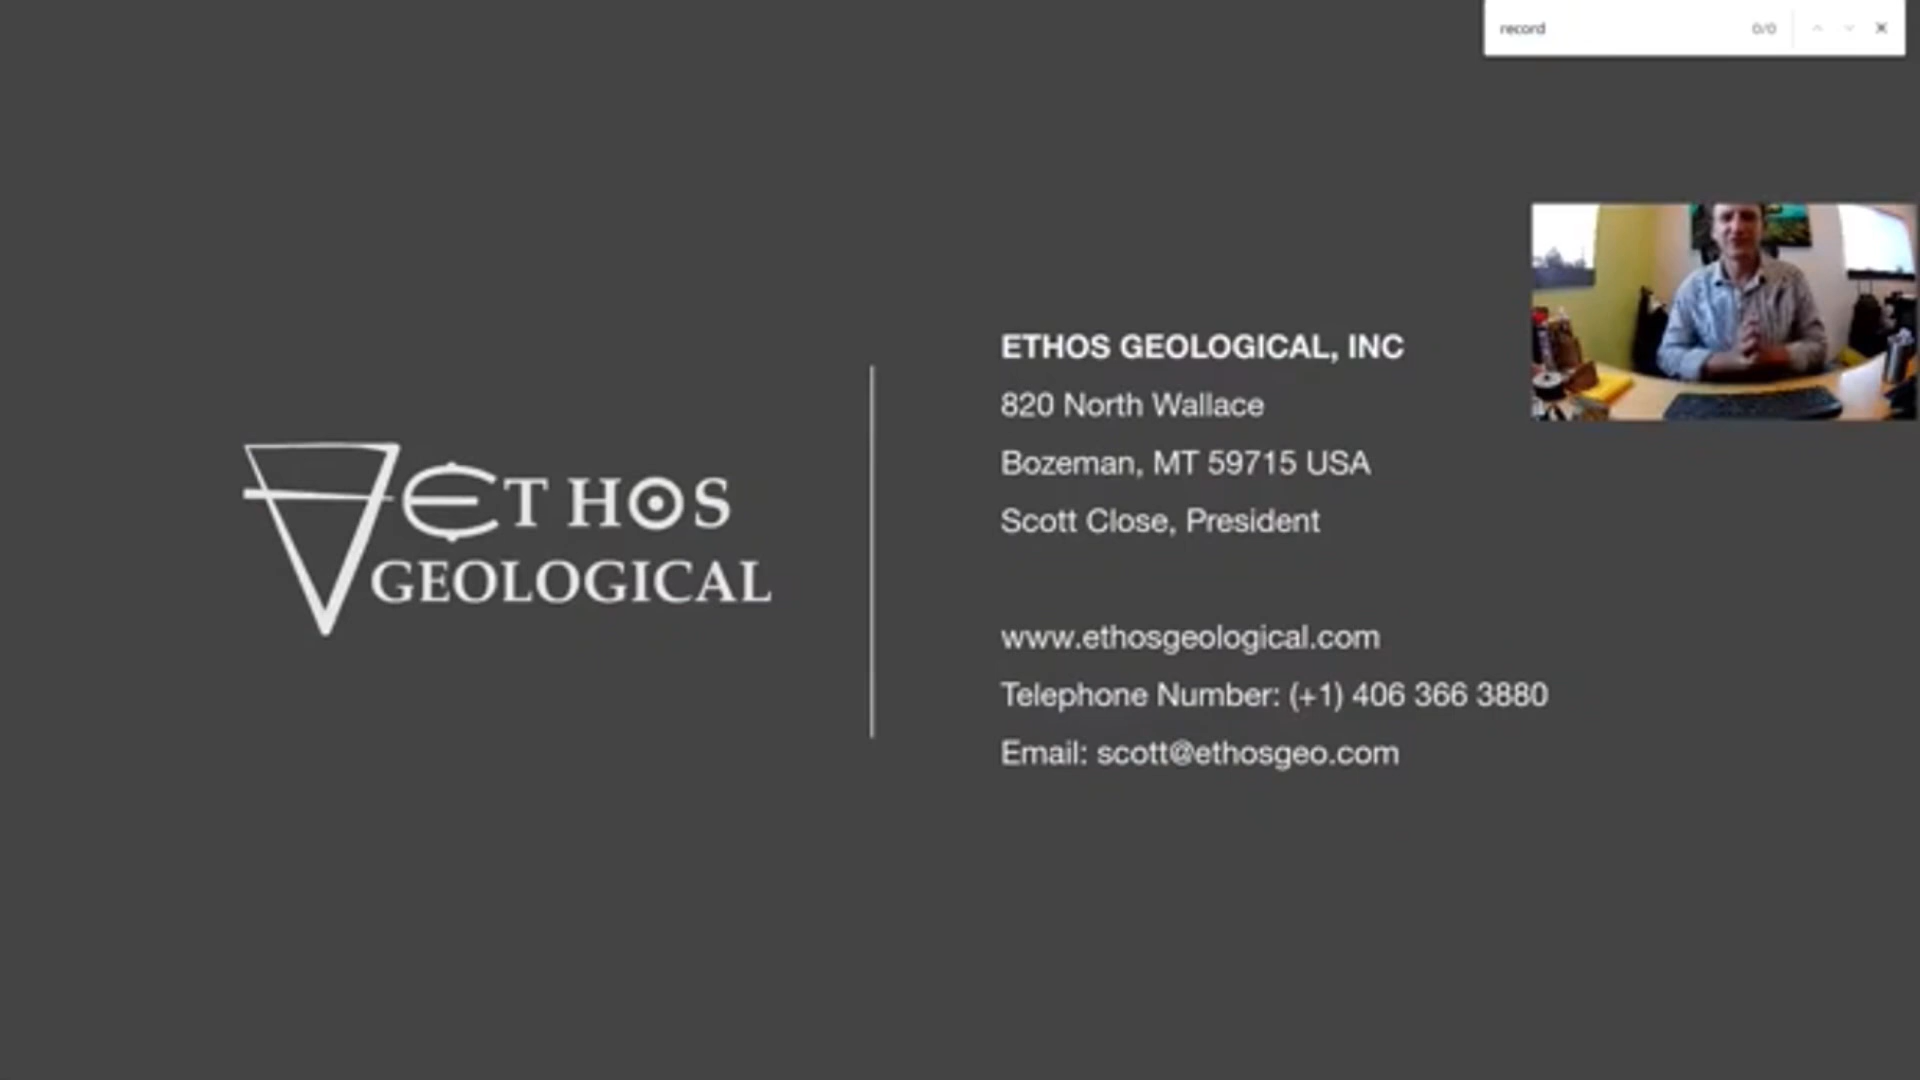 record 0/0
ETHOS
GEOLOGICAL
ETHOS GEOLOGICAL, INC
820 North Wallace
Bozeman, MT 59715 USA
Scott Close, President
www.ethosgeological.com
Telephone Number: (+1) 406 366 3880
Email: scott@ethosgeo.com